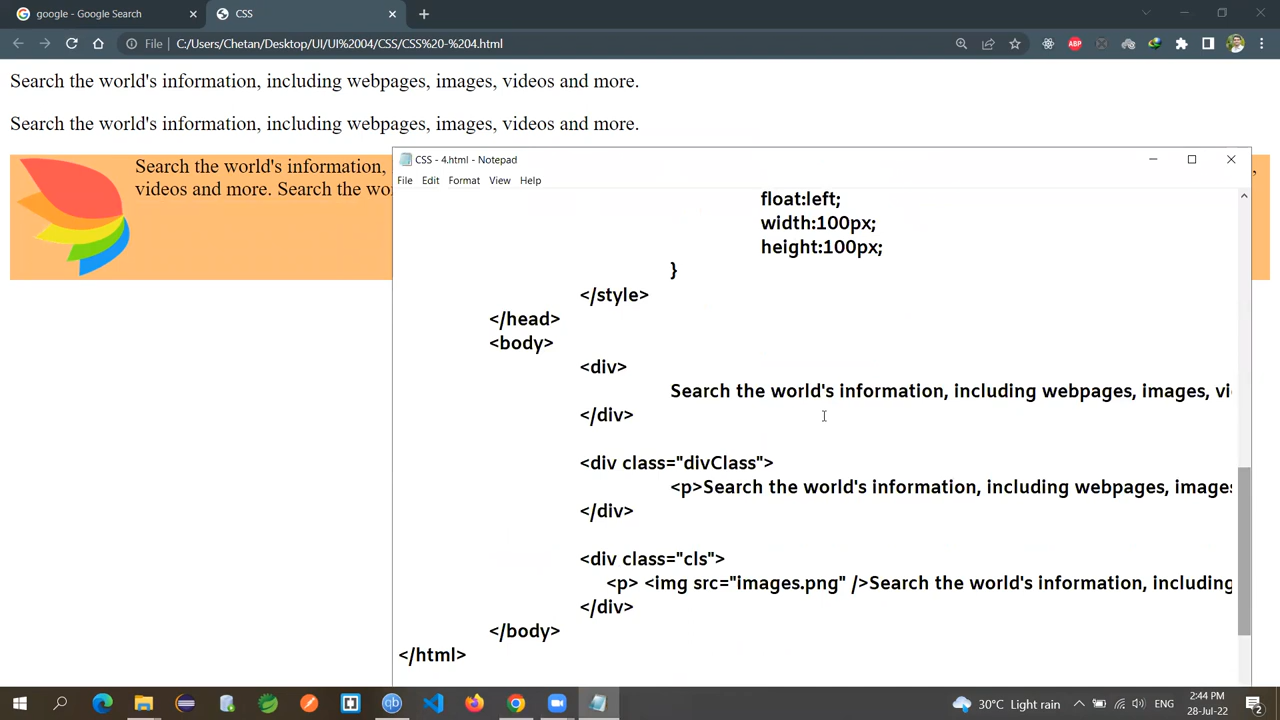 google - Google Search
CSS
File
C:/Users/Chetan/Desktop/UI/UI%2004/CSS/CSS%20-%204.html
ABP
Search the world's information, including webpages, images, videos and more.
Search the world's information, including webpages, images, videos and more.
Search the world's information,
videos and more. Search the wo
CSS - 4.html - Notepad
File Edit Format View Help
float:left;
width:100px;
height:100px;
}
</style>
</head>
<body>
<div>
Search the world's information, including webpages, images, vi
</div>
<div class="divClass">
<p>Search the world's information, including webpages, images
</div>
<div class="cls">
<p> <img src="images.png" />Search the world's information, including
</div>
</body>
</html>
qb
30°C Light rain
ENG
2:44 PM
28-Jul-22
2